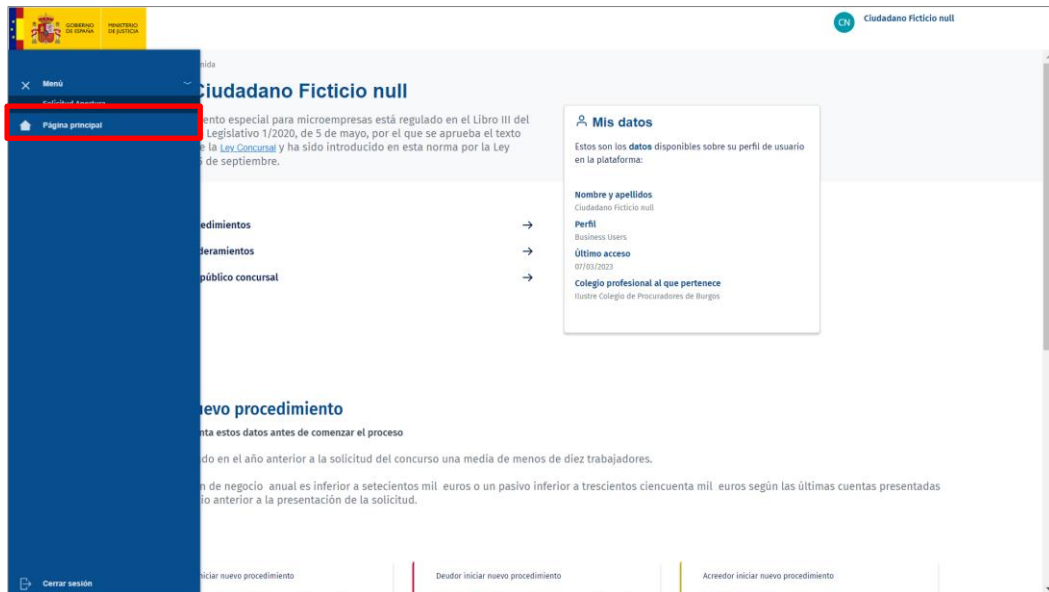 GOBIERNO DE ESPAÑA
MINISTERIO DE JUSTICIA
CN
Ciudadano Ficticio null
Menú
Solicitud Apertura
Página principal
Cerrar sesión
nida
Ciudadano Ficticio null
ento especial para microempresas está regulado en el Libro III del
Legislativo 1/2020, de 5 de mayo, por el que se aprueba el texto
e la Ley Concursal y ha sido introducido en esta norma por la Ley
de septiembre.
edimientos
deramientos
público concursal
Mis datos
Estos son los datos disponibles sobre su perfil de usuario
en la plataforma:
Nombre y apellidos
Ciudadano Ficticio null
Perfil
Business Users
Último acceso
07/03/2023
Colegio profesional al que pertenece
Ilustre Colegio de Procuradores de Burgos
evo procedimiento
nta estos datos antes de comenzar el proceso
do en el año anterior a la solicitud del concurso una media de menos de diez trabajadores.
n de negocio anual es inferior a setecientos mil euros o un pasivo inferior a trescientos ciencuenta mil euros según las últimas cuentas presentadas
io anterior a la presentación de la solicitud.
niciar nuevo procedimiento
Deudor iniciar nuevo procedimiento
Acreedor iniciar nuevo procedimiento